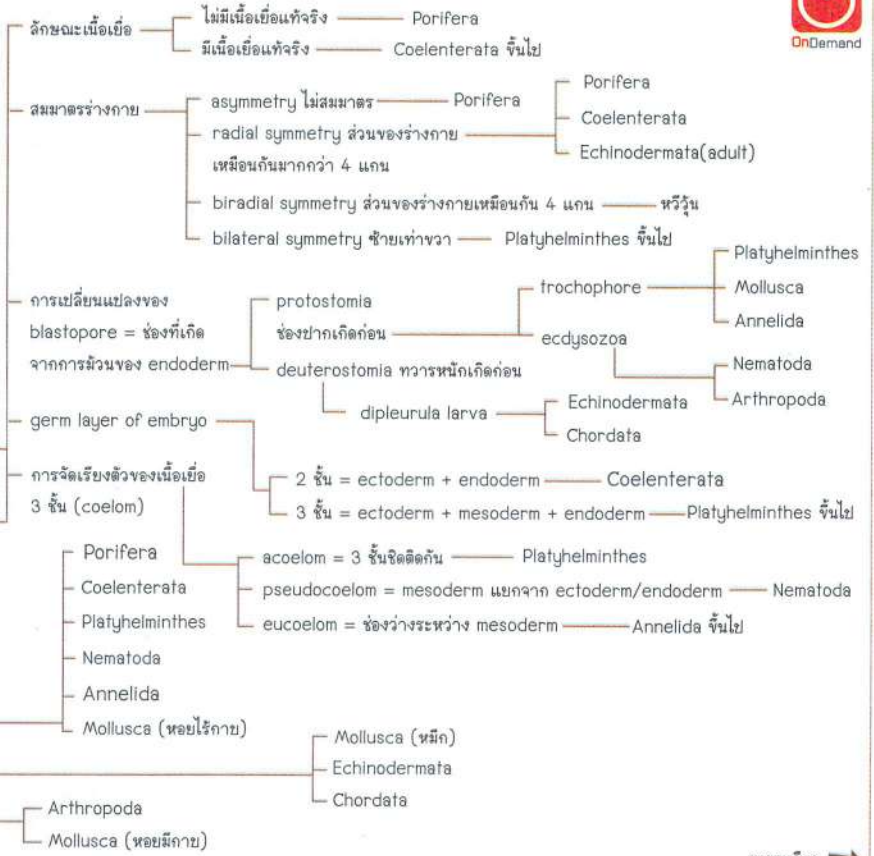 OnDemand
ลักษณะเนื้อเยื่อ
ไม่มีเนื้อเยื่อแท้จริง
Porifera
มีเนื้อเยื่อแท้จริง
Coelenterata ขึ้นไป
สมมาตรร่างกาย
asymmetry ไม่สมมาตร
Porifera
radial symmetry ส่วนของร่างกาย
เหมือนกันมากกว่า 4 แกน
Porifera
Coelenterata
Echinodermata(adult)
biradial symmetry ส่วนของร่างกายเหมือนกัน 4 แกน
หวีวุ้น
bilateral symmetry ซ้ายเท่าขวา
Platyhelminthes ขึ้นไป
การเปลี่ยนแปลงของ
blastopore = ช่องที่เกิด
จากการม้วนของ endoderm
protostomia
ช่องปากเกิดก่อน
trochophore
Platyhelminthes
Mollusca
Annelida
ecdysozoa
Nematoda
Arthropoda
deuterostomia ทวารหนักเกิดก่อน
dipleurula larva
Echinodermata
Chordata
germ layer of embryo
2 ชั้น = ectoderm + endoderm
Coelenterata
3 ชั้น = ectoderm + mesoderm + endoderm
Platyhelminthes ขึ้นไป
การจัดเรียงตัวของเนื้อเยื่อ
3 ชั้น (coelom)
acoelom = 3 ชั้นชิดติดกัน
Platyhelminthes
pseudocoelom = mesoderm แยกจาก ectoderm/endoderm
Nematoda
eucoelom = ช่องว่างระหว่าง mesoderm
Annelida ขึ้นไป
Porifera
Coelenterata
Platyhelminthes
Nematoda
Annelida
Mollusca (หอยไร้กาบ)
Mollusca (หมึก)
Echinodermata
Chordata
Arthropoda
Mollusca (หอยมีกาบ)